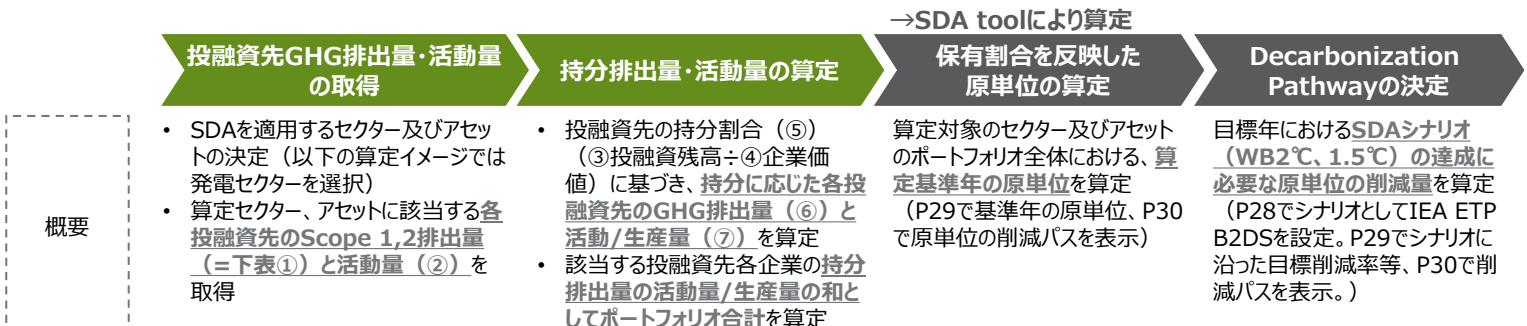 →SDA toolにより算定
投融資先GHG排出量・活動量
の取得
持分排出量・活動量の算定
保有割合を反映した
原単位の算定
Decarbonization
Pathwayの決定
概要
• SDAを適用するセクター及びアセッ
トの決定（以下の算定イメージでは
発電セクターを選択）
• 算定セクター、アセットに該当する各
投融資先のScope 1,2排出量
（=下表①）と活動量（②）を
取得
• 投融資先の持分割合（⑤）
（③投融資残高÷④企業価
値）に基づき、持分に応じた各投
融資先のGHG排出量（⑥）と
活動/生産量（⑦）を算定
• 該当する投融資先各企業の持分
排出量の活動量/生産量の和と
してポートフォリオ合計を算定
算定対象のセクター及びアセット
のポートフォリオ全体における、算
定基準年の原単位を算定
（P29で基準年の原単位、P30
で原単位の削減パスを表示）
目標年におけるSDAシナリオ
（WB2℃、1.5℃）の達成に
必要な原単位の削減量を算定
（P28でシナリオとしてIEA ETP
B2DSを設定。P29でシナリオに
沿った目標削減率等、P30で削
減パスを表示。）